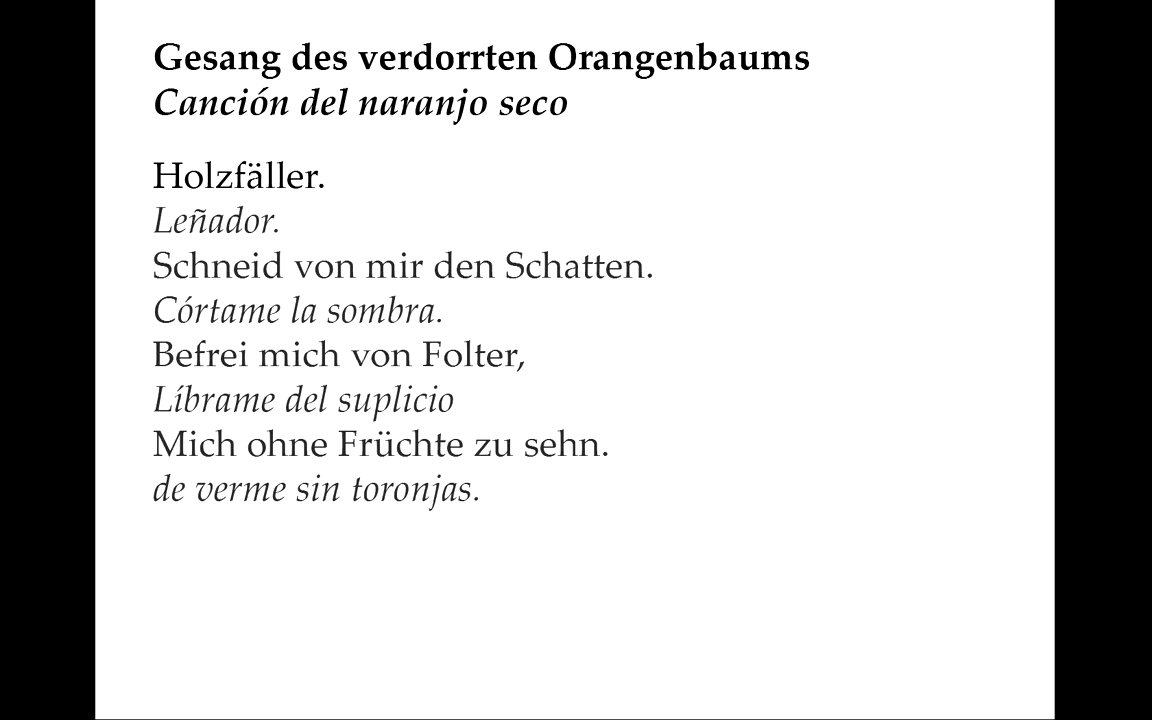 Gesang des verdorrten Orangenbaums
Canción del naranjo seco
Holzfäller.
Leñador.
Schneid von mir den Schatten.
Córtame la sombra.
Befrei mich von Folter,
Líbrame del suplicio
Mich ohne Früchte zu sehn.
de verme sin toronjas.